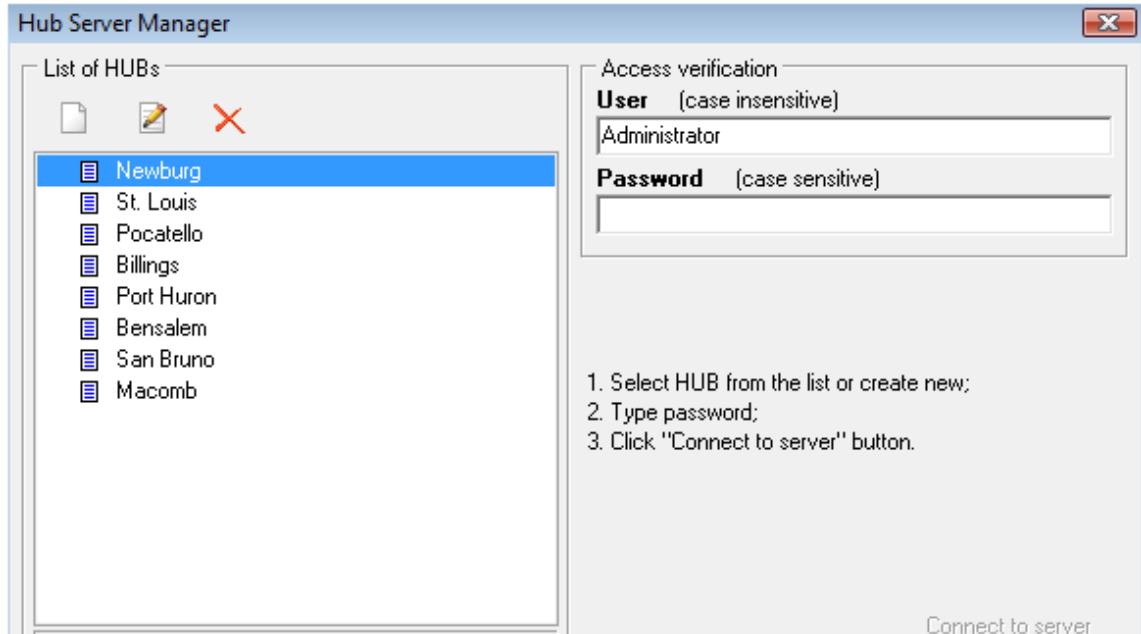 Hub Server Manager
List of HUBs
Newburg
St. Louis
Pocatello
Billings
Port Huron
Bensalem
San Bruno
Macomb
Access verification
User (case insensitive)
Administrator
Password (case sensitive)
1. Select HUB from the list or create new;
2. Type password;
3. Click "Connect to server" button.
Connect to server